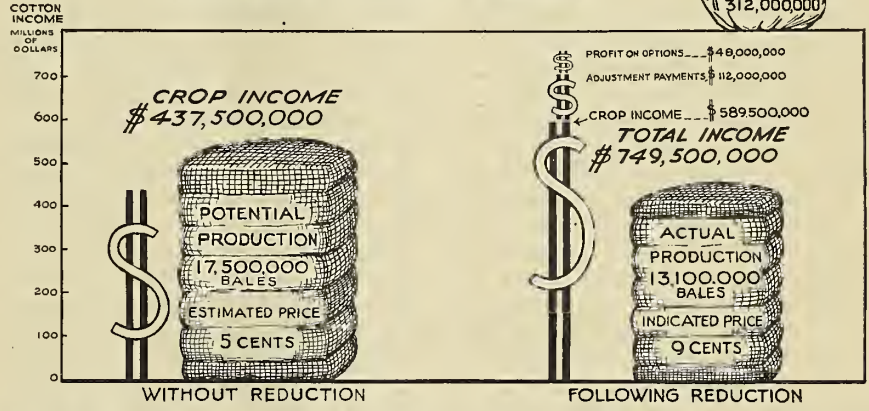 COTTON
INCOME
MILLIONS
OF
DOLLARS
$312,000,000
700
600
500
400
300
200
100
0
CROP INCOME
$437,500,000
POTENTIAL
PRODUCTION
17,500,000
BALES
ESTIMATED PRICE
5 CENTS
WITHOUT REDUCTION
$
$
PROFIT ON OPTIONS___$48,000,000
$
ADJUSTMENT PAYMENTS $112,000,000
CROP INCOME___$589,500,000
TOTAL INCOME
$749,500,000
$
ACTUAL
PRODUCTION
13,100,000
BALES
INDICATED PRICE
9 CENTS
FOLLOWING REDUCTION